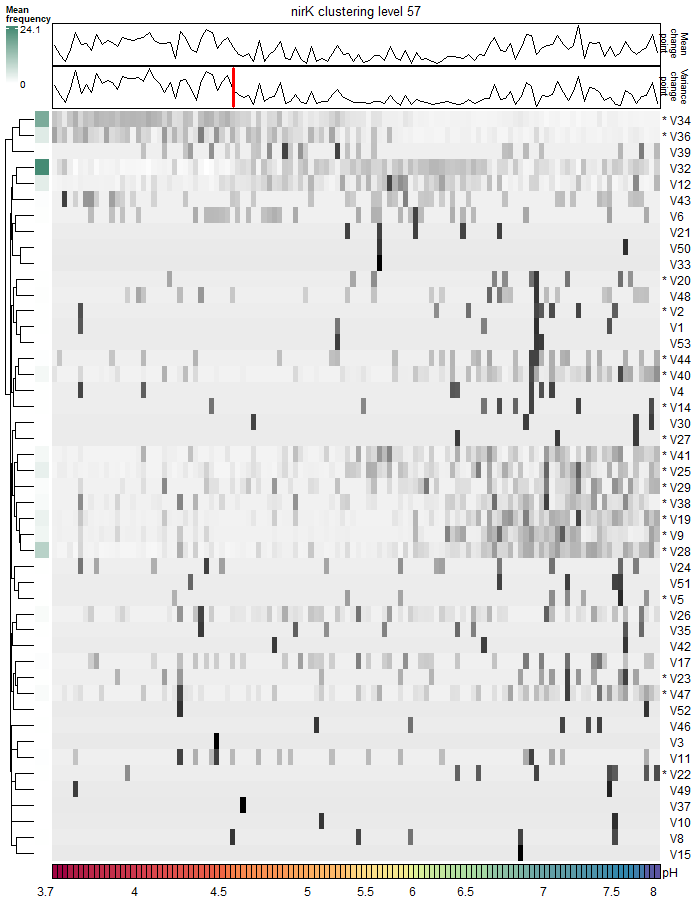 nirK clustering level 57
Mean
frequency
24.1
0
Mean
change
point
Variance
change
point
* V34
* V36
V39
V32
V12
V43
V6
V21
V50
V33
* V20
V48
* V2
V1
V53
* V44
* V40
V4
* V14
V30
* V27
* V41
* V25
* V29
* V38
* V19
* V9
* V28
V24
V51
* V5
V26
V35
V42
V17
* V23
* V47
V52
V46
V3
V11
* V22
V49
V37
V10
V8
V15
pH
3.7 4 4.5 5 5.5 6 6.5 7 7.5 8